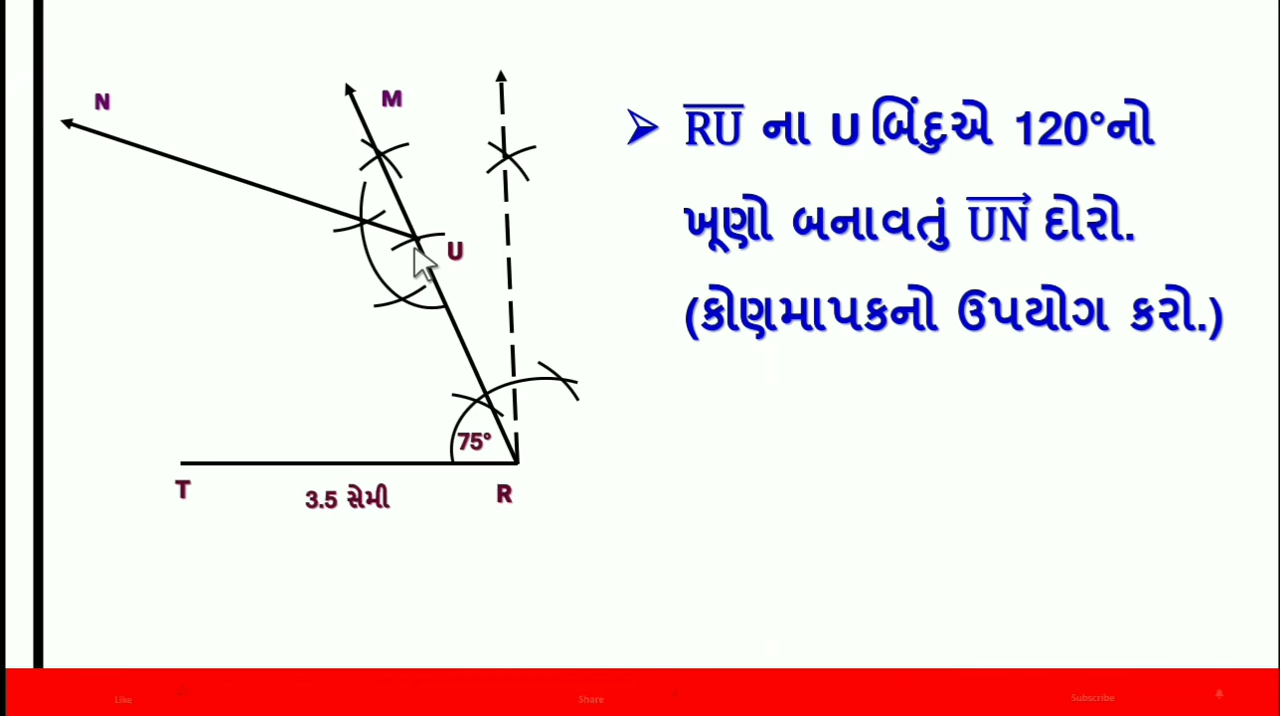 N
M
➢ RU ના U બિંદુએ 120°નો
ખૂણો બનાવતું UN દોરો.
(કોણમાપકનો ઉપયોગ કરો.)
U
75°
T
R
3.5 સેમી
Like
Share
Subscribe